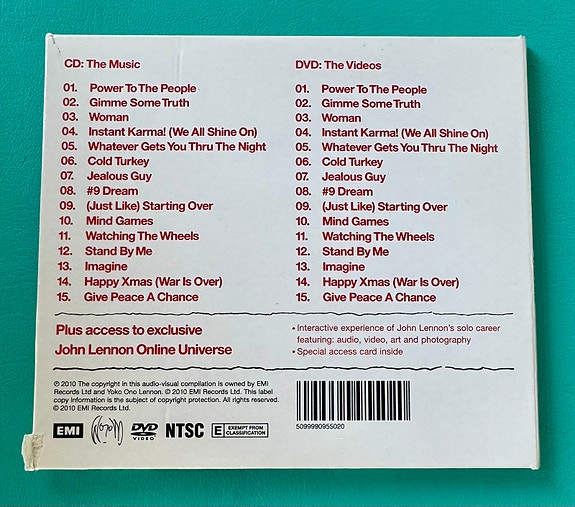 CD: The Music
01. Power To The People
02. Gimme Some Truth
03. Woman
04. Instant Karma! (We All Shine On)
05. Whatever Gets You Thru The Night
06. Cold Turkey
07. Jealous Guy
08. #9 Dream
09. (Just Like) Starting Over
10. Mind Games
11. Watching The Wheels
12. Stand By Me
13. Imagine
14. Happy Xmas (War Is Over)
15. Give Peace A Chance
DVD: The Videos
01. Power To The People
02. Gimme Some Truth
03. Woman
04. Instant Karma! (We All Shine On)
05. Whatever Gets You Thru The Night
06. Cold Turkey
07. Jealous Guy
08. #9 Dream
09. (Just Like) Starting Over
10. Mind Games
11. Watching The Wheels
12. Stand By Me
13. Imagine
14. Happy Xmas (War Is Over)
15. Give Peace A Chance
Plus access to exclusive
John Lennon Online Universe
• Interactive experience of John Lennon's solo career
featuring: audio, video, art and photography
• Special access card inside
℗ 2010 The copyright in this audio-visual compilation is owned by EMI
Records Ltd and Yoko Ono Lennon. © 2010 EMI Records Ltd. This label
copy information is the subject of copyright protection. All rights reserved.
© 2010 EMI Records Ltd.
EMI
DVD VIDEO
NTSC
E EXEMPT FROM CLASSIFICATION
5099990955020